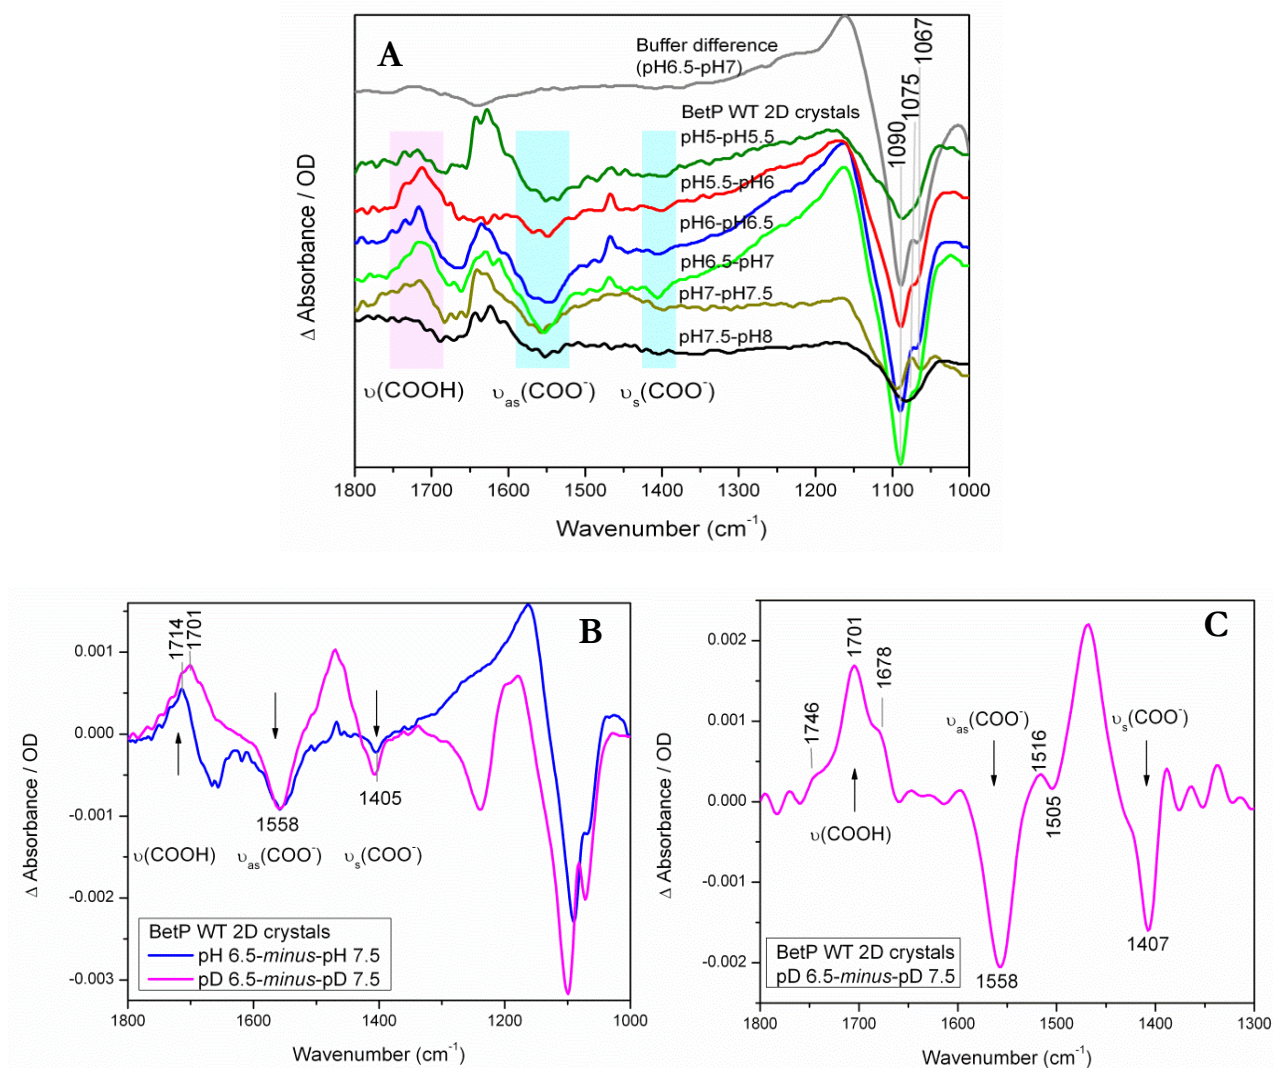 A
Buffer difference
(pH6.5-pH7)
1090
1075
1067
BetP WT 2D crystals
pH5-pH5.5
pH5.5-pH6
pH6-pH6.5
pH6.5-pH7
pH7-pH7.5
pH7.5-pH8
υ(COOH)
υas(COO-)
υs(COO-)
Δ Absorbance / OD
1800
1700
1600
1500
1400
1300
1200
1100
1000
Wavenumber (cm-1)
B
1714
1701
0.001
0.000
-0.001
-0.002
-0.003
1405
1558
υ(COOH)
υas(COO-)
υs(COO-)
BetP WT 2D crystals
pH 6.5-minus-pH 7.5
pD 6.5-minus-pD 7.5
Δ Absorbance / OD
1800
1600
1400
1200
1000
Wavenumber (cm-1)
C
0.002
0.001
0.000
-0.001
-0.002
1746
1701
1678
υ(COOH)
υas(COO-)
1516
1505
υs(COO-)
1558
1407
BetP WT 2D crystals
pD 6.5-minus-pD 7.5
Δ Absorbance / OD
1800
1700
1600
1500
1400
1300
Wavenumber (cm-1)